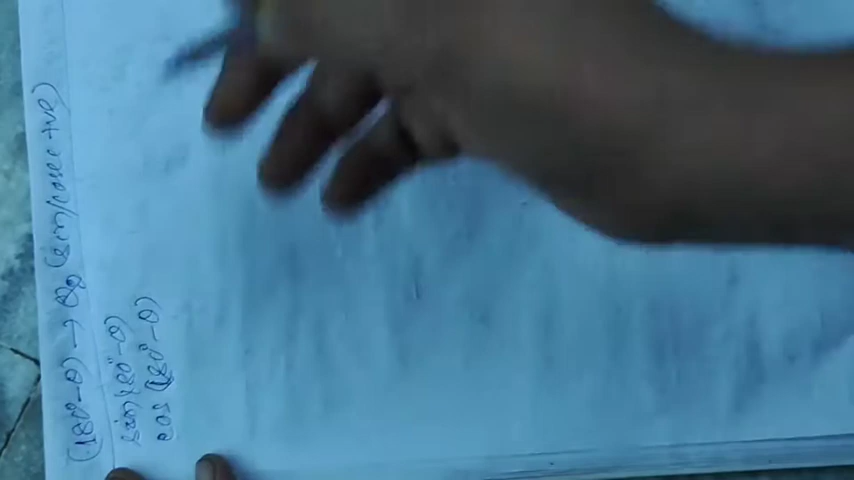 (180-θ) → Q₂ (sin/cosec +ve)
sin(180°-θ)
cos(180°-θ)